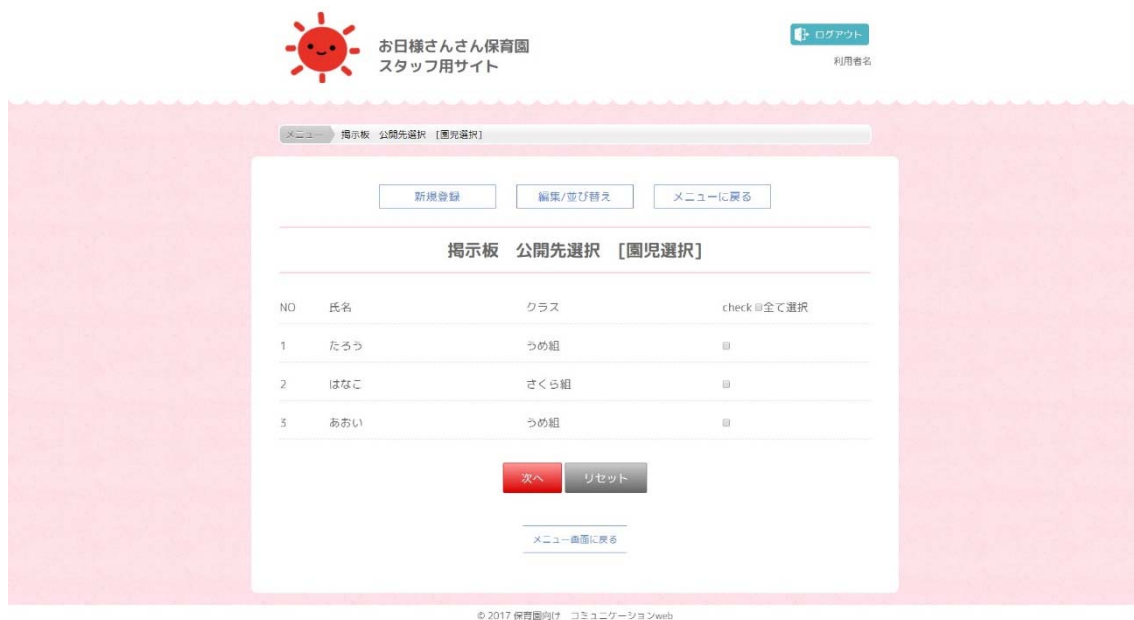 お日様さんさん保育園
スタッフ用サイト
ログアウト
利用者名
メニュー 掲示板 公開先選択 [園児選択]
新規登録 編集/並び替え メニューに戻る
掲示板 公開先選択 [園児選択]
NO 氏名 クラス check 全て選択
1 たろう うめ組
2 はなこ さくら組
3 あおい うめ組
次へ リセット
メニュー画面に戻る
© 2017 保育園向け コミュニケーションweb